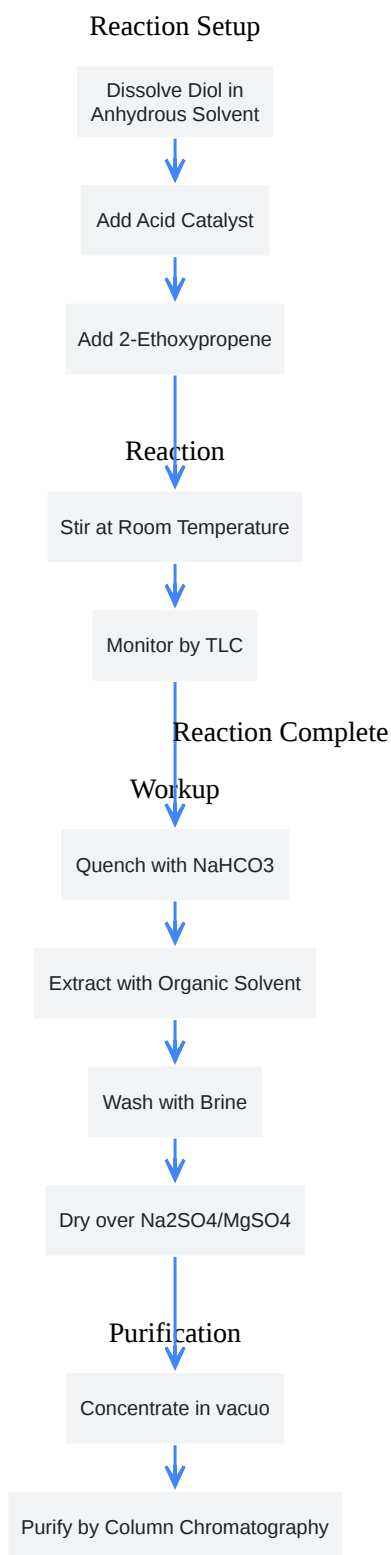 Reaction Setup
Dissolve Diol in
Anhydrous Solvent
Add Acid Catalyst
Add 2-Ethoxypropene
Reaction
Stir at Room Temperature
Monitor by TLC
Reaction Complete
Workup
Quench with NaHCO3
Extract with Organic Solvent
Wash with Brine
Dry over Na2SO4/MgSO4
Purification
Concentrate in vacuo
Purify by Column Chromatography